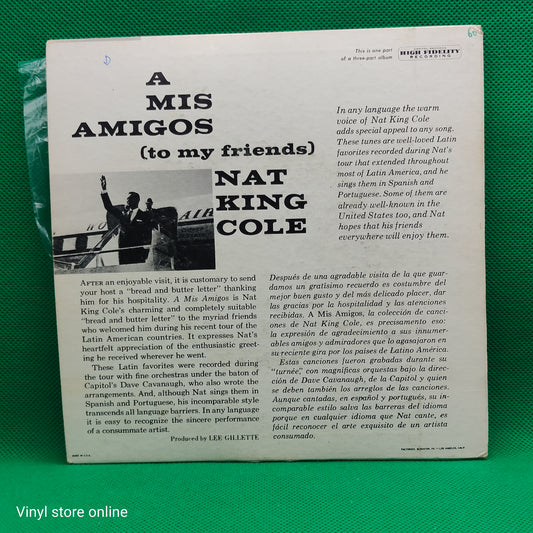 D
60
This is one part
of a three-part album
HIGH FIDELITY
RECORDING
A
MIS
AMIGOS
(to my friends)
NAT
KING
COLE
In any language the warm
voice of Nat King Cole
adds special appeal to any song.
These tunes are well-loved Latin
favorites recorded during Nat's
tour that extended throughout
most of Latin America, and he
sings them in Spanish and
Portuguese. Some of them are
already well-known in the
United States too, and Nat
hopes that his friends
everywhere will enjoy them.
AFTER an enjoyable visit, it is customary to send
your host a "bread and butter letter" thanking
him for his hospitality. A Mis Amigos is Nat
King Cole's charming and completely suitable
"bread and butter letter" to the myriad friends
who welcomed him during his recent tour of the
Latin American countries. It expresses Nat's
heartfelt appreciation of the enthusiastic greet-
ing he received wherever he went.
These Latin favorites were recorded during
the tour with fine orchestras under the baton of
Capitol's Dave Cavanaugh, who also wrote the
arrangements. And, although Nat sings them in
Spanish and Portuguese, his incomparable style
transcends all language barriers. In any language
it is easy to recognize the sincere performance
of a consummate artist.
Produced by LEE GILLETTE
Después de una agradable visita de la que guar-
damos un gratísimo recuerdo es costumbre del
mejor buen gusto y del más delicado placer, dar
las gracias por la hospitalidad y las atenciones
recibidas. A Mis Amigos, la colección de canci-
ones de Nat King Cole, es precisamente eso:
la expresión de agradecimiento a sus innumer-
ables amigos y admiradores que lo agasajaron en
su reciente gira por los países de Latino América.
Estas canciones fueron grabadas durante su
"turnée," con magníficas orquestas bajo la direc-
ción de Dave Cavanaugh, de la Capitol y quien
se deben también los arreglos de las canciones.
Aunque cantadas, en español y portugués, su in-
comparable estilo salva las barreras del idioma
porque en cualquier idioma que Nat cante, es
fácil reconocer el arte exquisito de un artista
consumado.
MADE IN U.S.A.
Vinyl store online